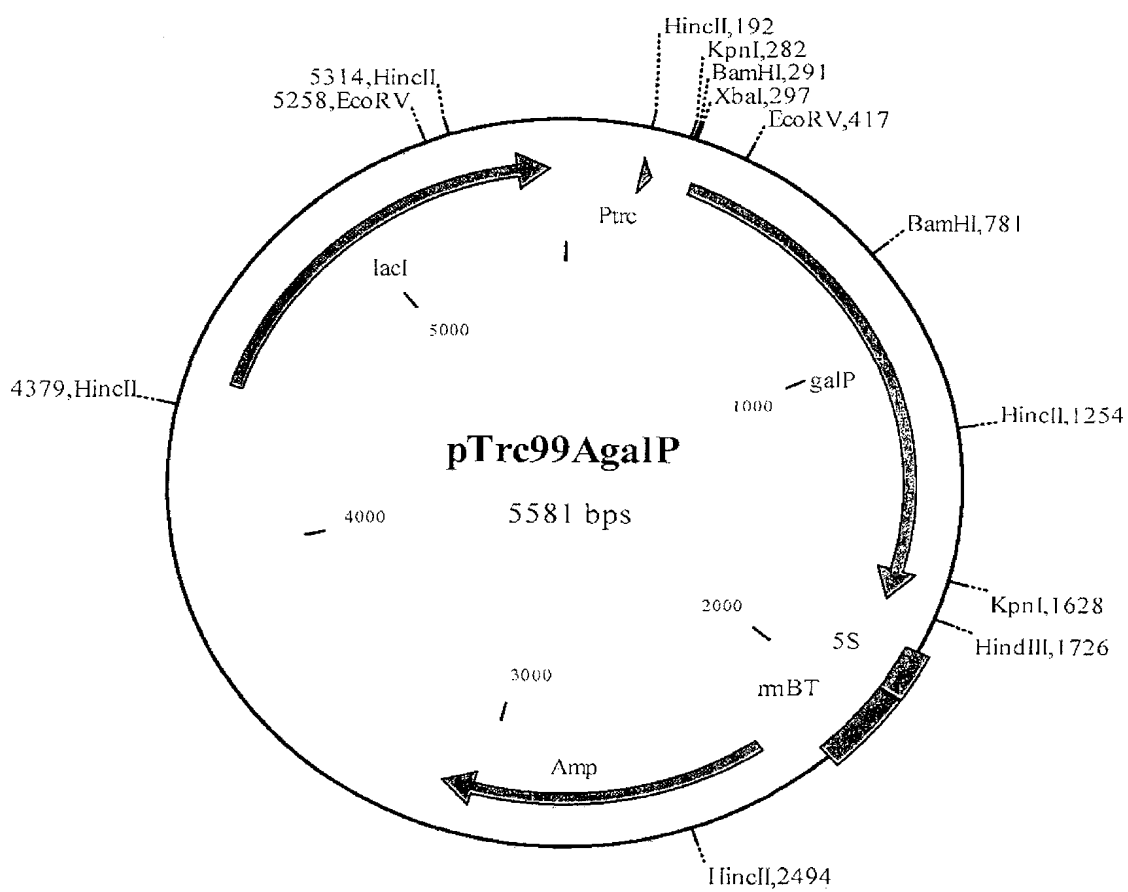 HincII,192
KpnI,282
BamHI,291
XbaI,297
EcoRV,417
5314,HincII
5258,EcoRV
Ptrc
BamHI,781
lacI
5000
galP
1000
4379,HincII
HincII,1254
pTrc99AgalP
5581 bps
4000
KpnI,1628
2000
5S
HindIII,1726
3000
rrnBT
Amp
HincII,2494